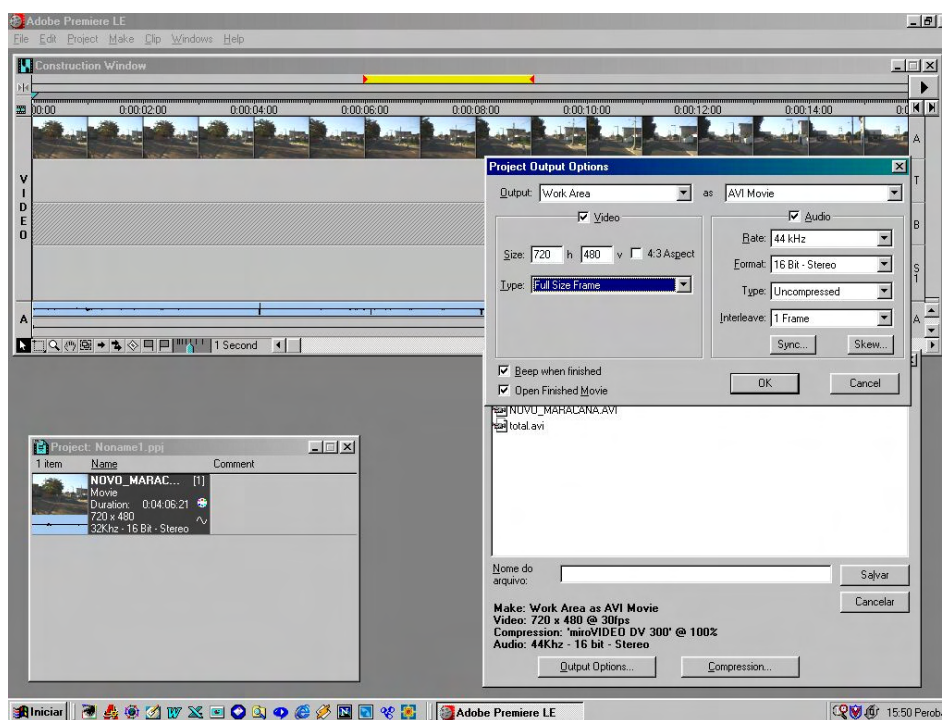 Adobe Premiere LE
File Edit Project Make Clip Windows Help
Construction Window
00:00 0:00:02:00 0:00:04:00 0:00:06:00 0:00:08:00 0:00:10:00 0:00:12:00 0:00:14:00
VIDEO
A
T
B
S
1
A
A
1 Second
Project Output Options
Output: Work Area as AVI Movie
Video
Size: 720 h 480 v 4:3 Aspect
Type: Full Size Frame
Audio
Rate: 44 kHz
Format: 16 Bit - Stereo
Type: Uncompressed
Interleave: 1 Frame
Sync... Skew...
Beep when finished
Open Finished Movie
OK Cancel
NOVO_MARACANA.AVI
total.avi
Nome do arquivo:
Salvar
Cancelar
Make: Work Area as AVI Movie
Video: 720 x 480 @ 30fps
Compression: 'miroVIDEO DV 300' @ 100%
Audio: 44Khz - 16 bit - Stereo
Output Options... Compression...
Project: Noname1.ppj
1 item Name Comment
NOVO_MARAC... [1]
Movie
Duration: 0:04:06:21
720 x 480
32Khz - 16 Bit - Stereo
Iniciar
Adobe Premiere LE
15:50 Perob